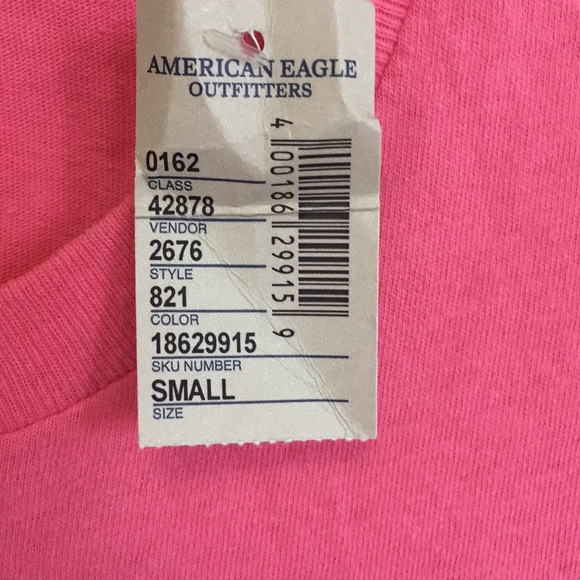 AMERICAN EAGLE
OUTFITTERS
0162
CLASS
42878
VENDOR
2676
STYLE
821
COLOR
18629915
SKU NUMBER
SMALL
SIZE
4 00186 29915 9